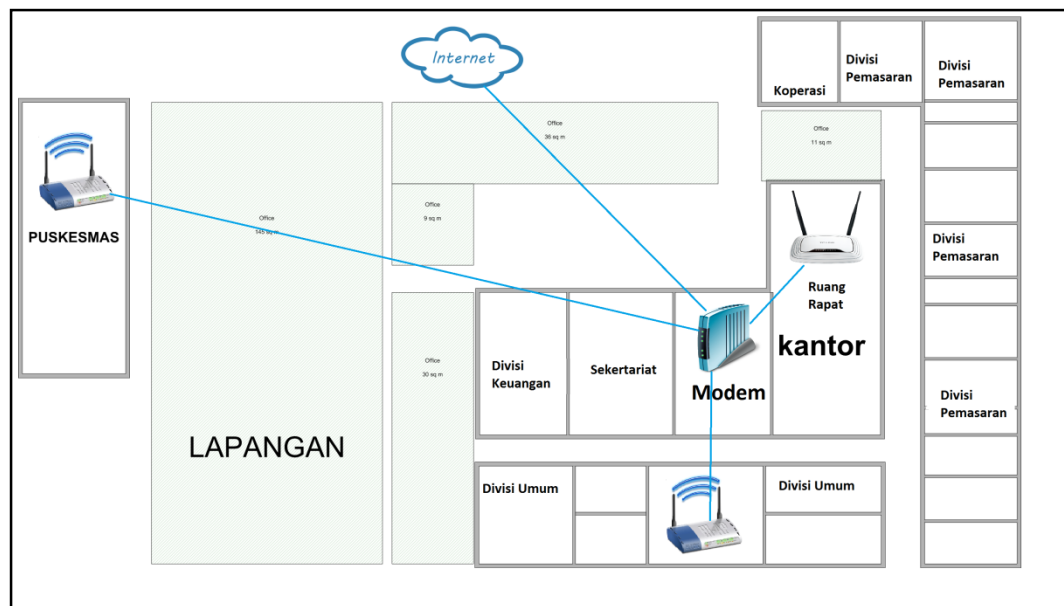 Internet
Koperasi
Divisi
Pemasaran
Divisi
Pemasaran
Office
36 sq m
Office
11 sq m
PUSKESMAS
Office
145 sq m
Office
9 sq m
Divisi
Pemasaran
Ruang
Rapat
kantor
Office
30 sq m
Divisi
Keuangan
Sekertariat
Modem
Divisi
Pemasaran
LAPANGAN
Divisi Umum
Divisi Umum